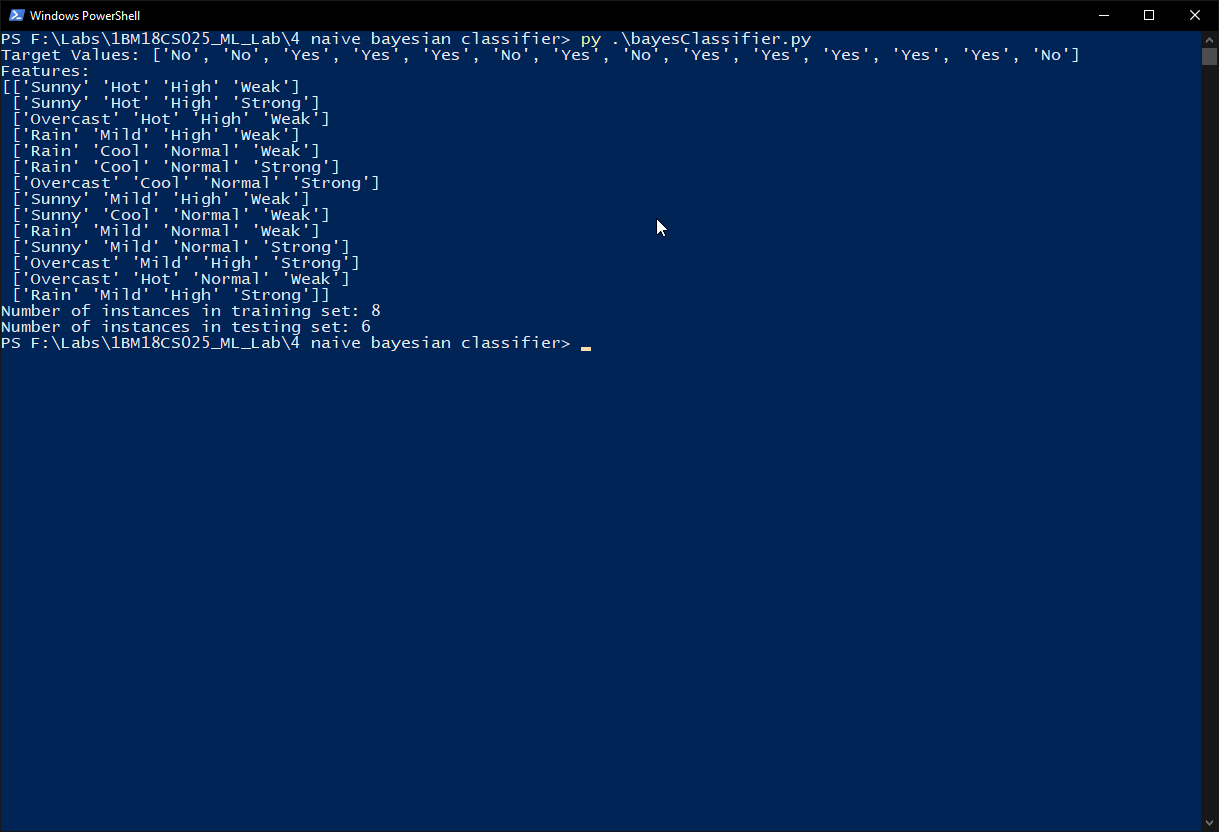 Windows PowerShell
PS F:\Labs\1BM18CS025_ML_Lab\4 naive bayesian classifier> py .\bayesClassifier.py
Target Values: ['No', 'No', 'Yes', 'Yes', 'Yes', 'No', 'Yes', 'No', 'Yes', 'Yes', 'Yes', 'Yes', 'Yes', 'No']
Features:
[['Sunny' 'Hot' 'High' 'Weak']
 ['Sunny' 'Hot' 'High' 'Strong']
 ['Overcast' 'Hot' 'High' 'Weak']
 ['Rain' 'Mild' 'High' 'Weak']
 ['Rain' 'Cool' 'Normal' 'Weak']
 ['Rain' 'Cool' 'Normal' 'Strong']
 ['Overcast' 'Cool' 'Normal' 'Strong']
 ['Sunny' 'Mild' 'High' 'Weak']
 ['Sunny' 'Cool' 'Normal' 'Weak']
 ['Rain' 'Mild' 'Normal' 'Weak']
 ['Sunny' 'Mild' 'Normal' 'Strong']
 ['Overcast' 'Mild' 'High' 'Strong']
 ['Overcast' 'Hot' 'Normal' 'Weak']
 ['Rain' 'Mild' 'High' 'Strong']]
Number of instances in training set: 8
Number of instances in testing set: 6
PS F:\Labs\1BM18CS025_ML_Lab\4 naive bayesian classifier>